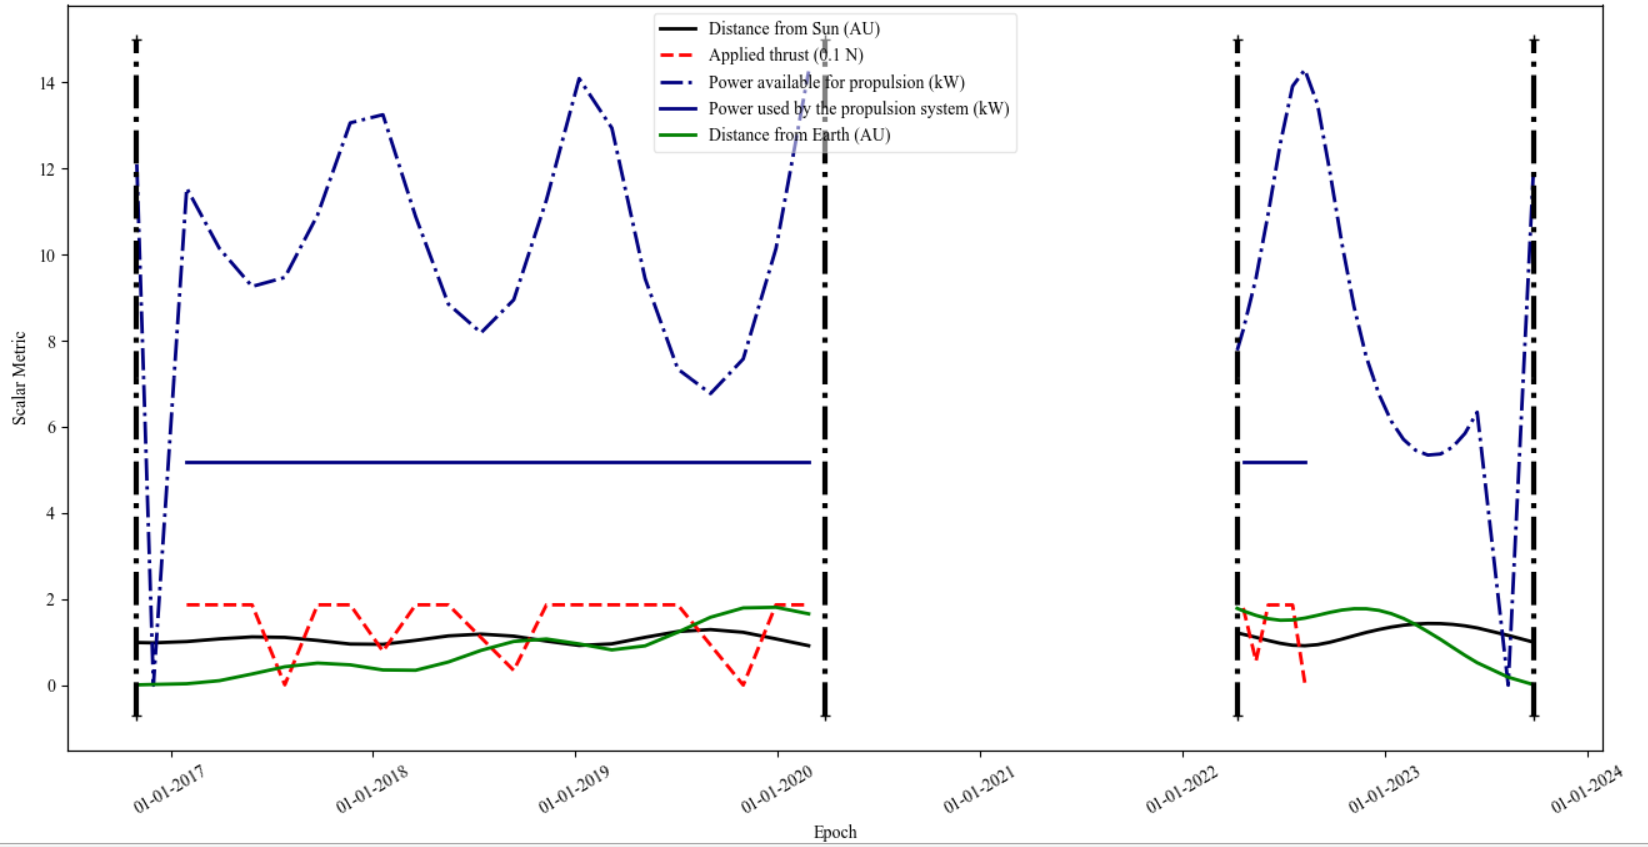 Distance from Sun (AU)
Applied thrust (0.1 N)
Power available for propulsion (kW)
Power used by the propulsion system (kW)
Distance from Earth (AU)
14
12
10
8
6
4
2
0
Scalar Metric
01-01-2017
01-01-2018
01-01-2019
01-01-2020
01-01-2021
01-01-2022
01-01-2023
01-01-2024
Epoch